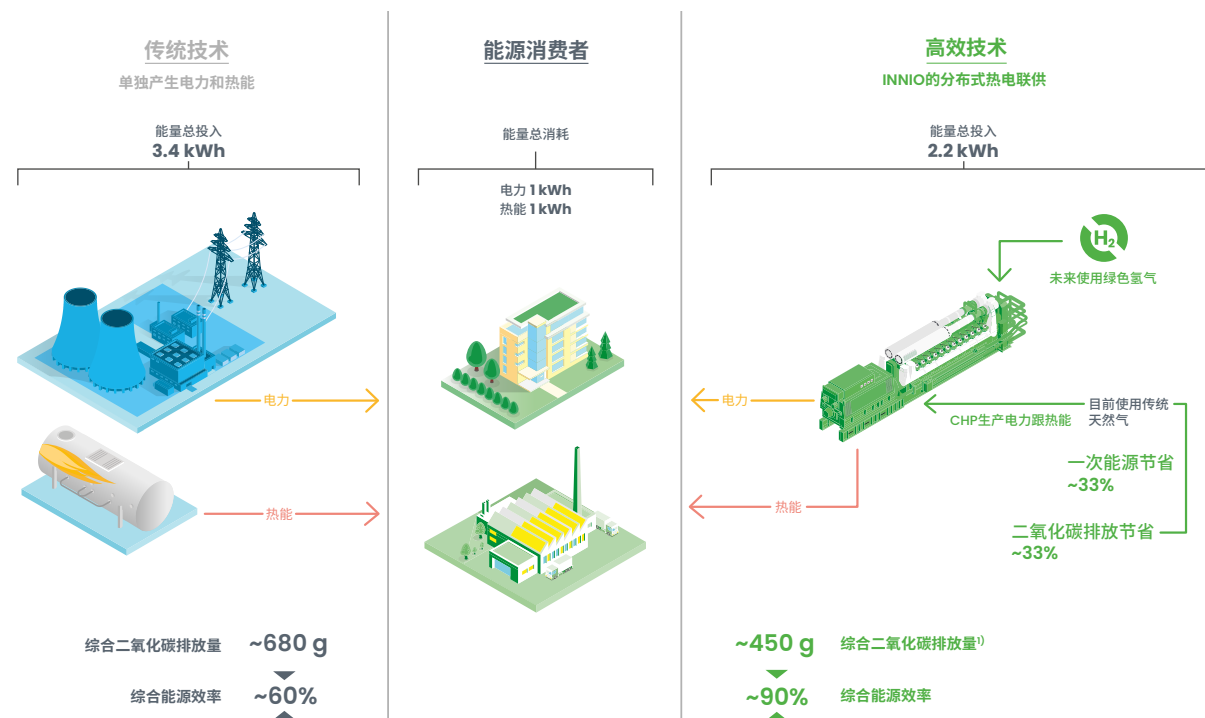 传统技术
单独产生电力和热能
能量总投入
3.4 kWh
电力
热能
综合二氧化碳排放量 ~680 g
综合能源效率 ~60%
能源消费者
能量总消耗
电力 1 kWh
热能 1 kWh
高效技术
INNIO的分布式热电联供
能量总投入
2.2 kWh
H2
未来使用绿色氢气
电力
目前使用传统
天然气
CHP生产电力跟热能
一次能源节省
~33%
热能
二氧化碳排放节省
~33%
~450 g 综合二氧化碳排放量1)
~90% 综合能源效率